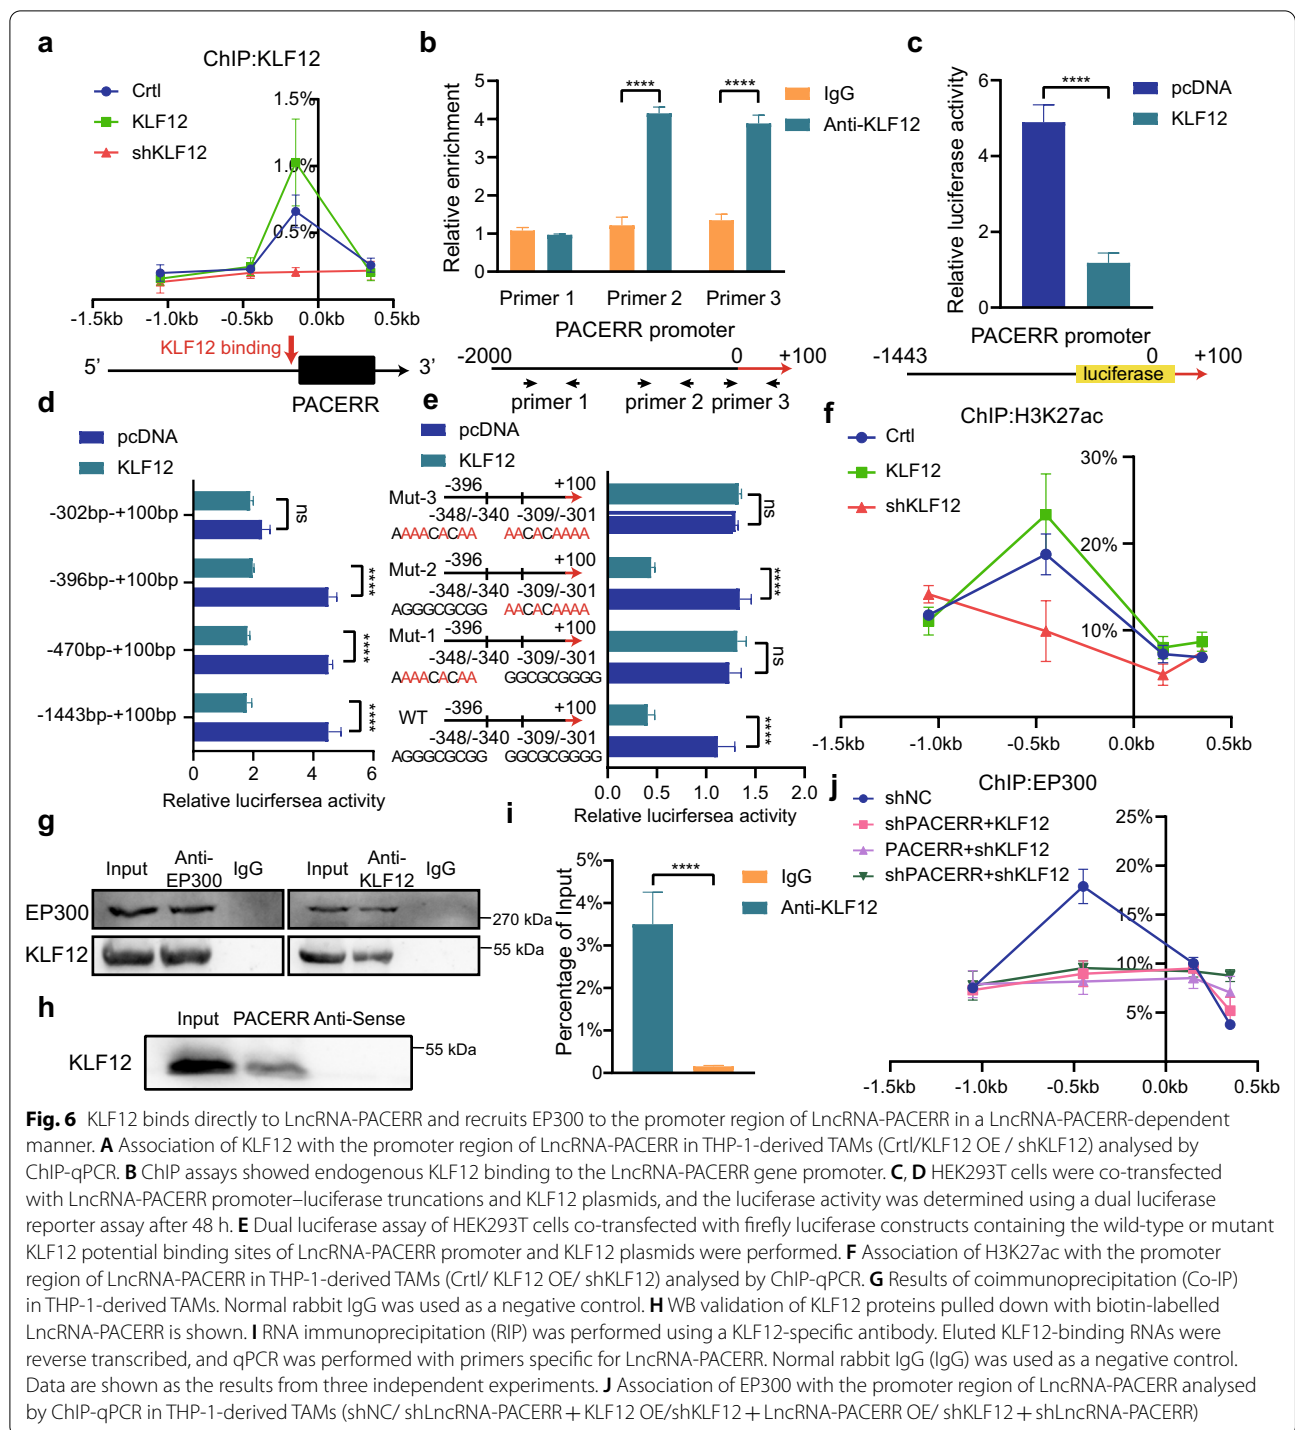 a
ChIP:KLF12
Crtl
KLF12
shKLF12
1.5%
1.0%
0.5%
-1.5kb -1.0kb -0.5kb 0.0kb 0.5kb
KLF12 binding
5’ 3’
PACERR
b
Relative enrichment
5
4
3
2
1
0
**** ****
IgG
Anti-KLF12
Primer 1 Primer 2 Primer 3
PACERR promoter
-2000 0 +100
primer 1 primer 2 primer 3
c
Relative luciferase activity
6
4
2
0
****
pcDNA
KLF12
PACERR promoter
-1443 0 +100
luciferase
d
pcDNA
KLF12
-302bp-+100bp ns
-396bp-+100bp ****
-470bp-+100bp ****
-1443bp-+100bp ****
0 2 4 6
Relative lucirfersea activity
e
pcDNA
KLF12
Mut-3 -396 +100 ns
-348/-340 -309/-301
AAAACACAA AACACAAAA
Mut-2 -396 +100 ****
-348/-340 -309/-301
AGGGCGCGG AACACAAAA
Mut-1 -396 +100 ns
-348/-340 -309/-301
AAAACACAA GGCGCGGGG
WT -396 +100 ****
-348/-340 -309/-301
AGGGCGCGG GGCGCGGGG
0.0 0.5 1.0 1.5 2.0
Relative lucirfersea activity
f
ChIP:H3K27ac
Crtl
KLF12
shKLF12
30%
20%
10%
-1.5kb -1.0kb -0.5kb 0.0kb 0.5kb
g
Input Anti-EP300 IgG Input Anti-KLF12 IgG
EP300 270 kDa
KLF12 55 kDa
h
Input PACERR Anti-Sense
KLF12 55 kDa
i
Percentage of Input
5%
4%
3%
2%
1%
0
****
IgG
Anti-KLF12
j
ChIP:EP300
shNC
shPACERR+KLF12
PACERR+shKLF12
shPACERR+shKLF12
25%
20%
15%
10%
5%
-1.5kb -1.0kb -0.5kb 0.0kb 0.5kb
Fig. 6 KLF12 binds directly to LncRNA-PACERR and recruits EP300 to the promoter region of LncRNA-PACERR in a LncRNA-PACERR-dependent
manner. A Association of KLF12 with the promoter region of LncRNA-PACERR in THP-1-derived TAMs (Crtl/KLF12 OE / shKLF12) analysed by
ChIP-qPCR. B ChIP assays showed endogenous KLF12 binding to the LncRNA-PACERR gene promoter. C, D HEK293T cells were co-transfected
with LncRNA-PACERR promoter–luciferase truncations and KLF12 plasmids, and the luciferase activity was determined using a dual luciferase
reporter assay after 48 h. E Dual luciferase assay of HEK293T cells co-transfected with firefly luciferase constructs containing the wild-type or mutant
KLF12 potential binding sites of LncRNA-PACERR promoter and KLF12 plasmids were performed. F Association of H3K27ac with the promoter
region of LncRNA-PACERR in THP-1-derived TAMs (Crtl/ KLF12 OE/ shKLF12) analysed by ChIP-qPCR. G Results of coimmunoprecipitation (Co-IP)
in THP-1-derived TAMs. Normal rabbit IgG was used as a negative control. H WB validation of KLF12 proteins pulled down with biotin-labelled
LncRNA-PACERR is shown. I RNA immunoprecipitation (RIP) was performed using a KLF12-specific antibody. Eluted KLF12-binding RNAs were
reverse transcribed, and qPCR was performed with primers specific for LncRNA-PACERR. Normal rabbit IgG (IgG) was used as a negative control.
Data are shown as the results from three independent experiments. J Association of EP300 with the promoter region of LncRNA-PACERR analysed
by ChIP-qPCR in THP-1-derived TAMs (shNC/ shLncRNA-PACERR + KLF12 OE/shKLF12 + LncRNA-PACERR OE/ shKLF12 + shLncRNA-PACERR)